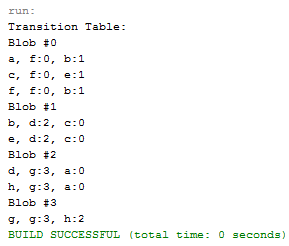 run:
Transition Table:
Blob #0
a, f:0, b:1
c, f:0, e:1
f, f:0, b:1
Blob #1
b, d:2, c:0
e, d:2, c:0
Blob #2
d, g:3, a:0
h, g:3, a:0
Blob #3
g, g:3, h:2
BUILD SUCCESSFUL (total time: 0 seconds)